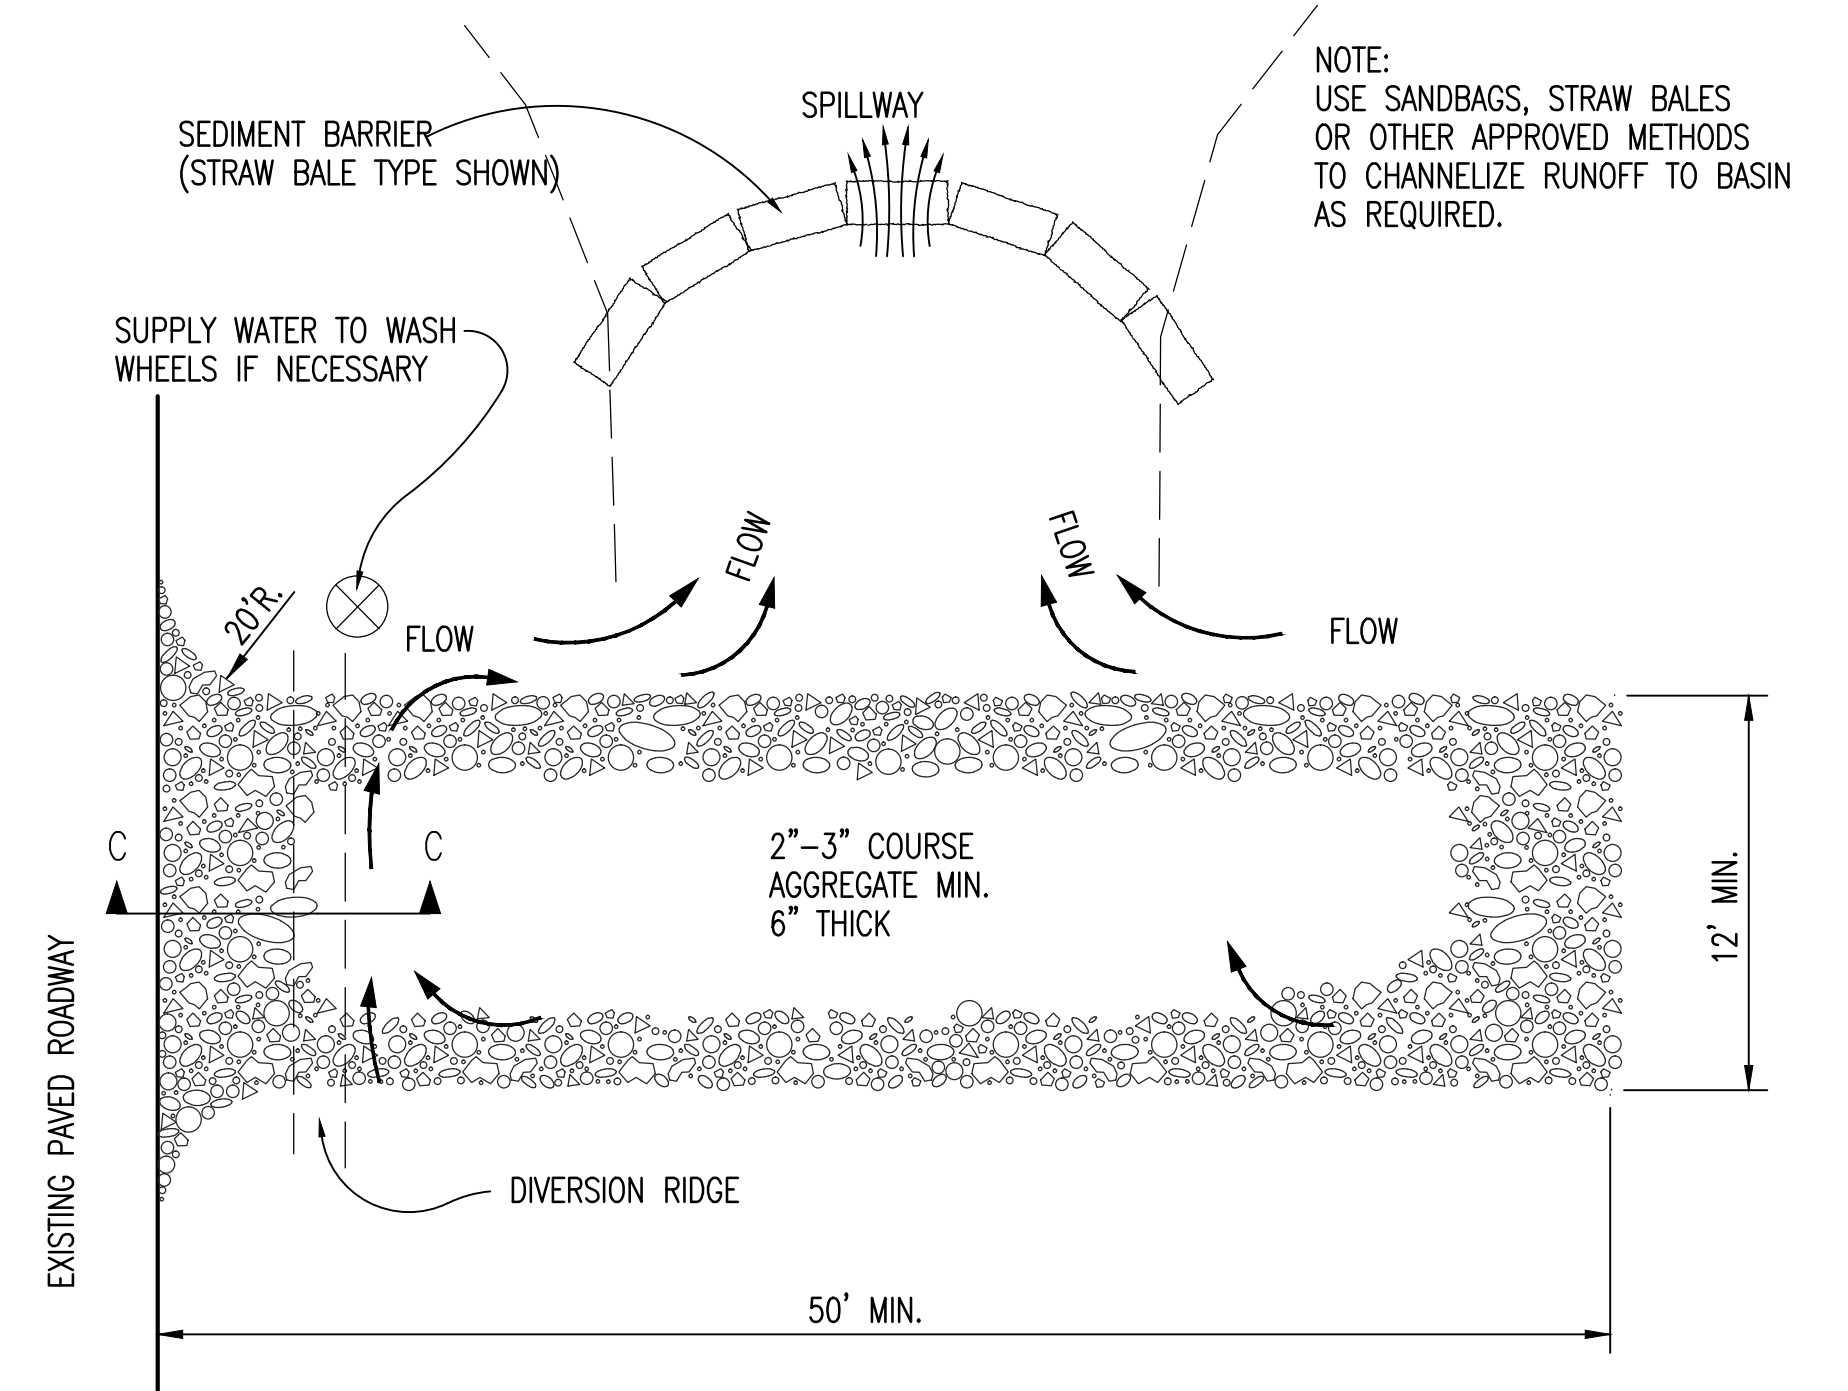 NOTE:
USE SANDBAGS, STRAW BALES
OR OTHER APPROVED METHODS
TO CHANNELIZE RUNOFF TO BASIN
AS REQUIRED.
SPILLWAY
SEDIMENT BARRIER
(STRAW BALE TYPE SHOWN)
SUPPLY WATER TO WASH
WHEELS IF NECESSARY
FLOW
FLOW
20'R.
FLOW
FLOW
C
C
2”–3” COURSE
AGGREGATE MIN.
6” THICK
12' MIN.
EXISTING PAVED ROADWAY
DIVERSION RIDGE
50' MIN.